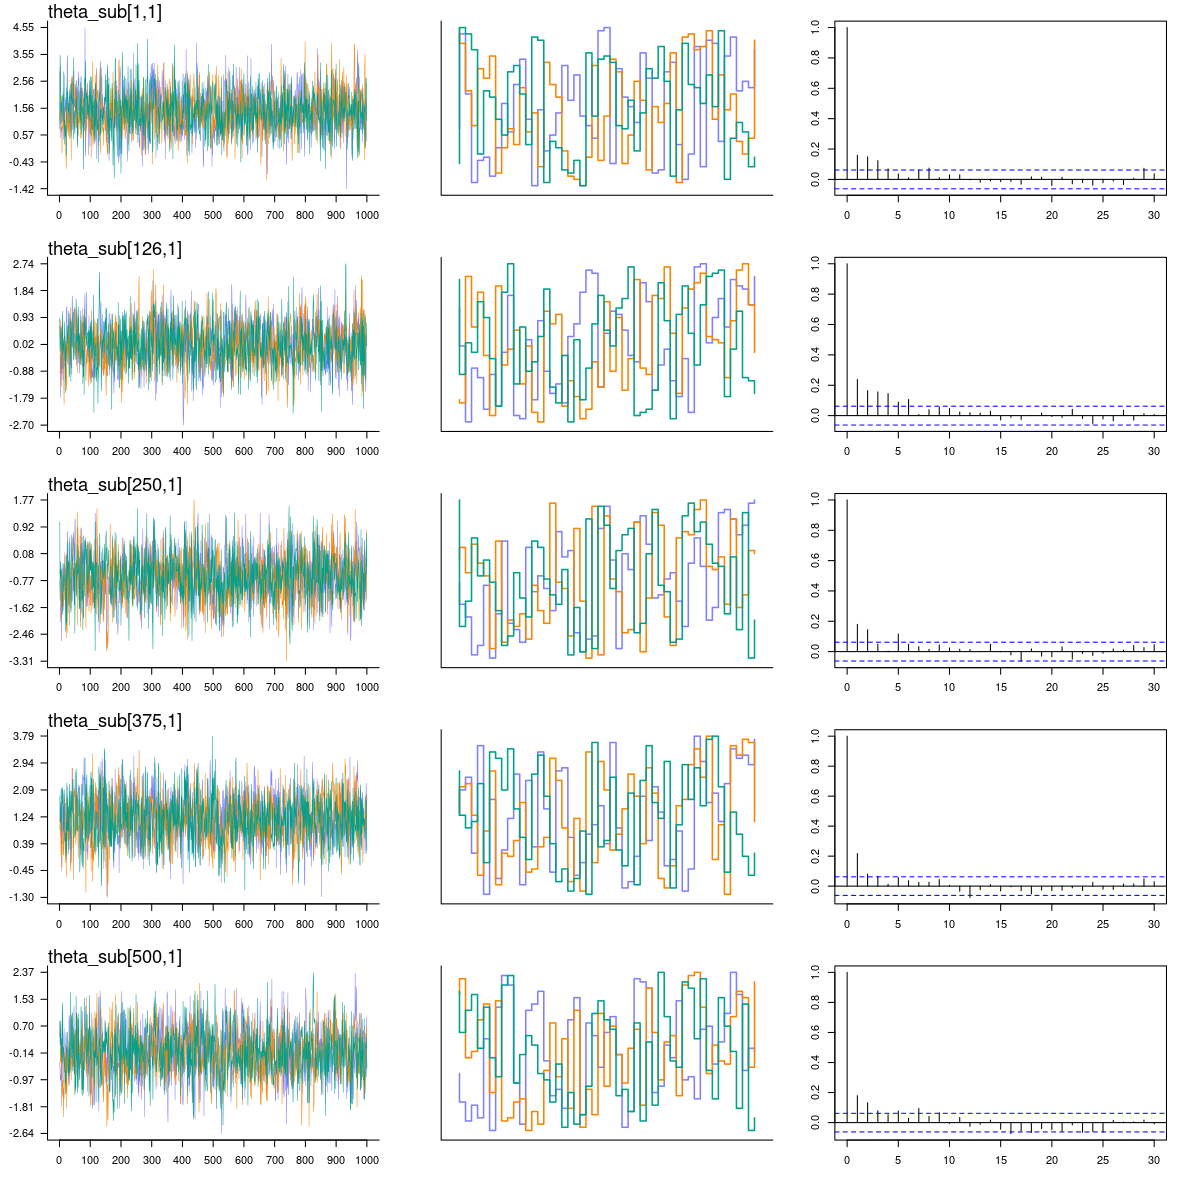 theta_sub[1,1]
4.55
3.55
2.56
1.56
0.57
-0.43
-1.42
0 100 200 300 400 500 600 700 800 900 1000
0.0 0.2 0.4 0.6 0.8 1.0
0 5 10 15 20 25 30
theta_sub[126,1]
2.74
1.84
0.93
0.02
-0.88
-1.79
-2.70
0 100 200 300 400 500 600 700 800 900 1000
0.0 0.2 0.4 0.6 0.8 1.0
0 5 10 15 20 25 30
theta_sub[250,1]
1.77
0.92
0.08
-0.77
-1.62
-2.46
-3.31
0 100 200 300 400 500 600 700 800 900 1000
0.0 0.2 0.4 0.6 0.8 1.0
0 5 10 15 20 25 30
theta_sub[375,1]
3.79
2.94
2.09
1.24
0.39
-0.45
-1.30
0 100 200 300 400 500 600 700 800 900 1000
0.0 0.2 0.4 0.6 0.8 1.0
0 5 10 15 20 25 30
theta_sub[500,1]
2.37
1.53
0.70
-0.14
-0.97
-1.81
-2.64
0 100 200 300 400 500 600 700 800 900 1000
0.0 0.2 0.4 0.6 0.8 1.0
0 5 10 15 20 25 30